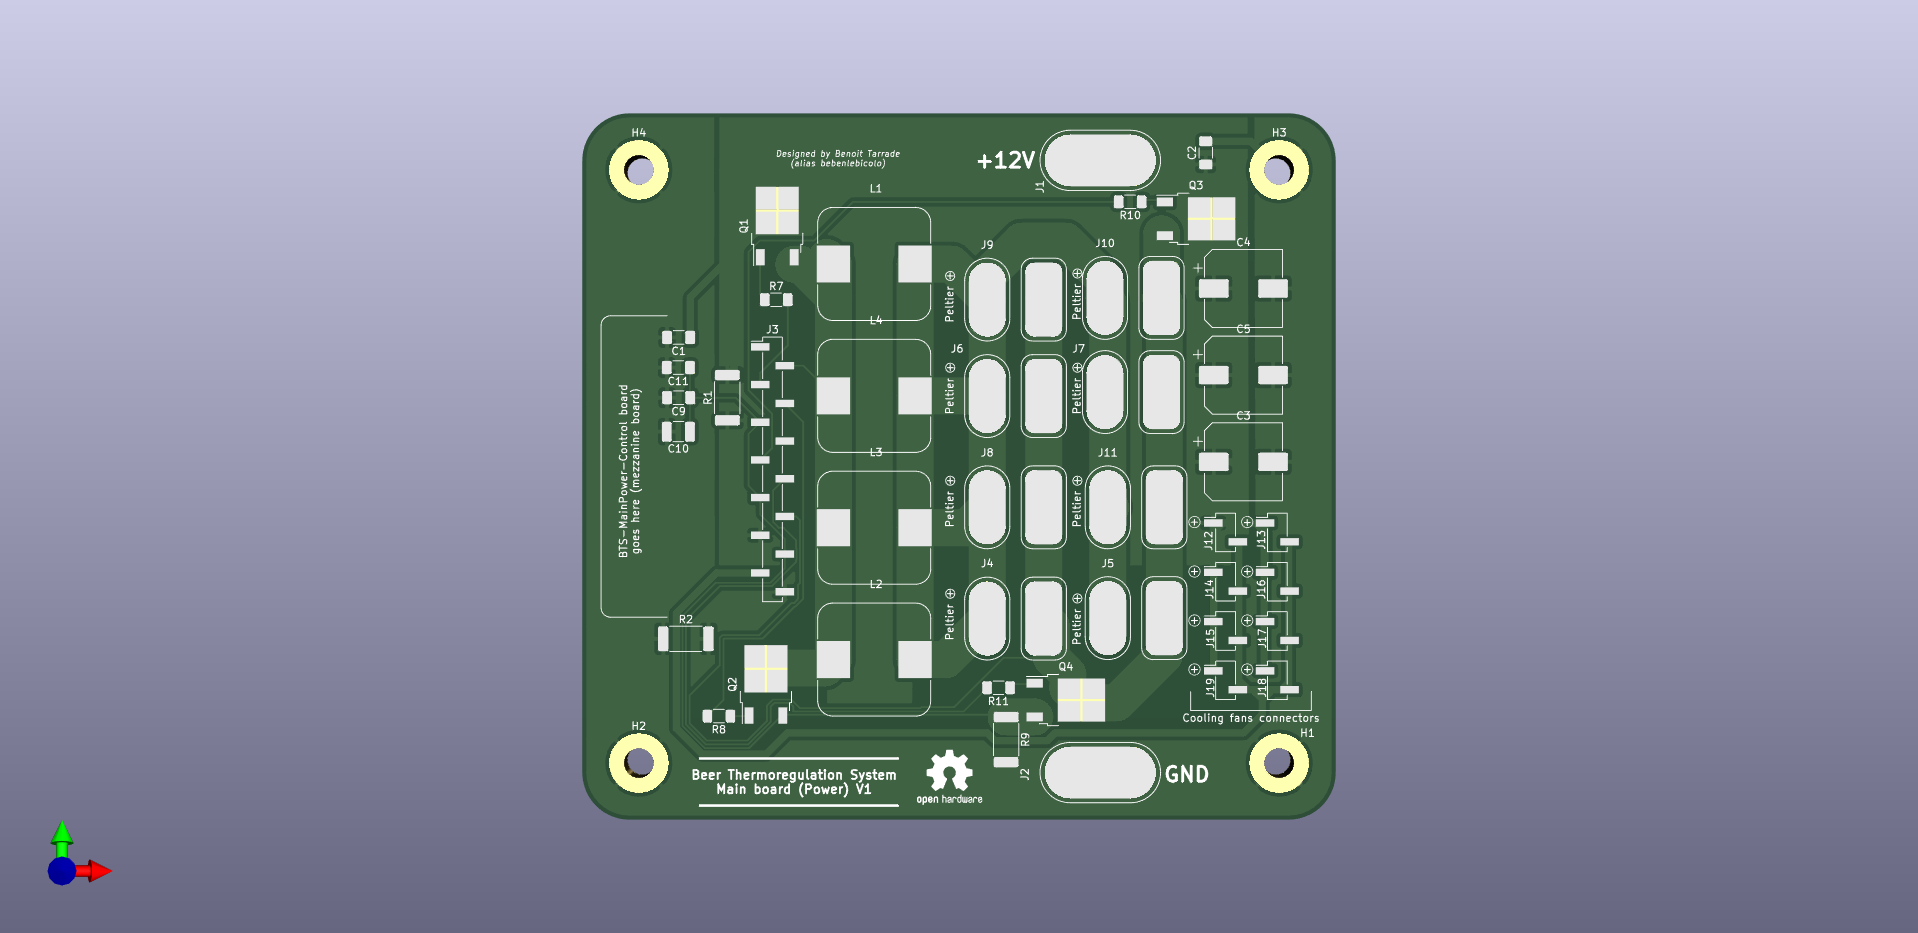 H4
H3
Designed by Benoit Tarrade
(alias bebenlebicolo)
+12V
J1
C2
Q3
R10
L1
Q1
C4
J9
J10
Peltier
Peltier
R7
L4
J3
C5
C1
C11
C9
C10
R1
J6
J7
Peltier
Peltier
C3
BTS-MainPower-Control board
goes here (mezzanine board)
L3
J8
J11
Peltier
Peltier
J12
J13
J4
J5
L2
J14
J16
Peltier
Peltier
R2
J15
J17
Q2
Q4
J19
J18
R11
R8
Cooling fans connectors
H2
R9
H1
J2
GND
Beer Thermoregulation System
Main board (Power) V1
open hardware